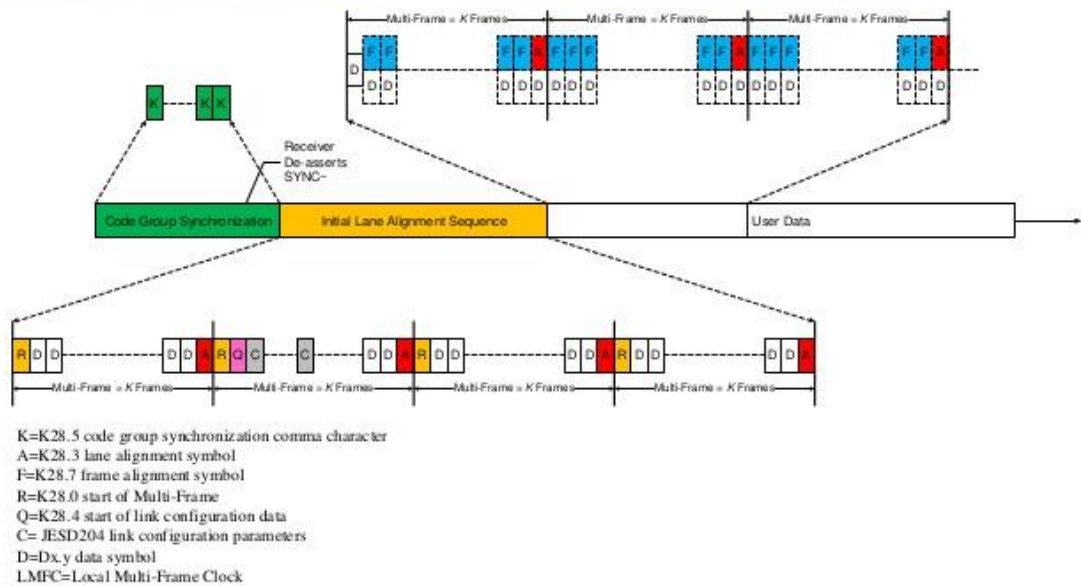 Multi-Frame = K Frames Multi-Frame = K Frames Multi-Frame = K Frames
F F F F A F F F F F A F F F F F A
D D D D D D D D D D D D D D D D D D
K K K
Receiver
De-asserts
SYNC~
Code Group Synchronization Initial Lane Alignment Sequence User Data
R D D D D A R Q C C D D A R D D D D A R D D D D A
Multi-Frame = K Frames Multi-Frame = K Frames Multi-Frame = K Frames Multi-Frame = K Frames
K=K28.5 code group synchronization comma character
A=K28.3 lane alignment symbol
F=K28.7 frame alignment symbol
R=K28.0 start of Multi-Frame
Q=K28.4 start of link configuration data
C= JESD204 link configuration parameters
D=Dx.y data symbol
LMFC=Local Multi-Frame Clock